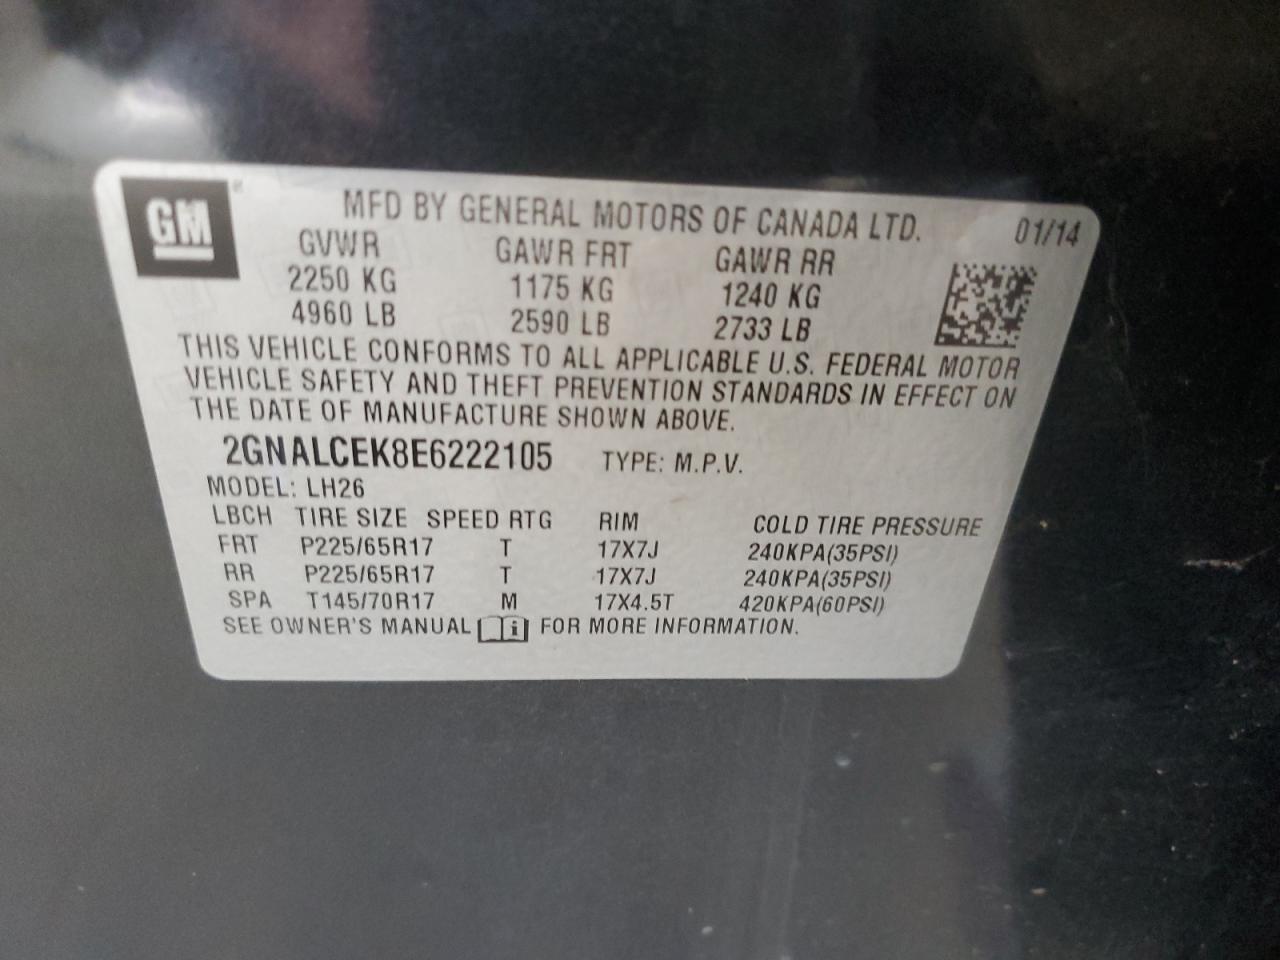 GM ® MFD BY GENERAL MOTORS OF CANADA LTD. 01/14
GVWR GAWR FRT GAWR RR
2250 KG 1175 KG 1240 KG
4960 LB 2590 LB 2733 LB
THIS VEHICLE CONFORMS TO ALL APPLICABLE U.S. FEDERAL MOTOR
VEHICLE SAFETY AND THEFT PREVENTION STANDARDS IN EFFECT ON
THE DATE OF MANUFACTURE SHOWN ABOVE.
2GNALCEK8E6222105 TYPE: M.P.V.
MODEL: LH26
LBCH TIRE SIZE SPEED RTG RIM COLD TIRE PRESSURE
FRT P225/65R17 T 17X7J 240KPA(35PSI)
RR P225/65R17 T 17X7J 240KPA(35PSI)
SPA T145/70R17 M 17X4.5T 420KPA(60PSI)
SEE OWNER'S MANUAL i FOR MORE INFORMATION.